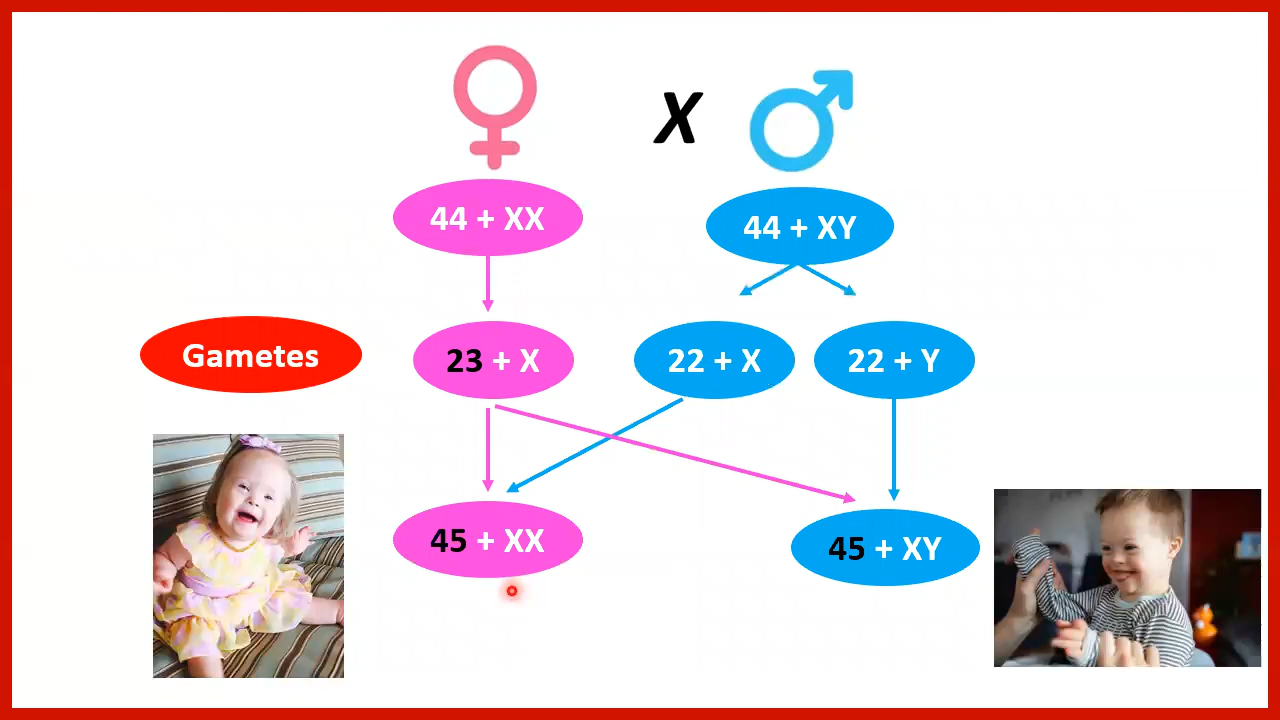 X
44 + XX
44 + XY
Gametes
23 + X
22 + X
22 + Y
45 + XX
45 + XY